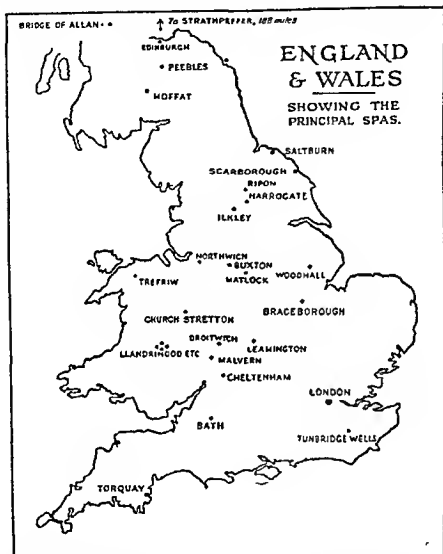 BRIDGE OF ALLAN
To STRATHPEFFER, 188 miles
EDINBURGH
PEEBLES
MOFFAT
ENGLAND
& WALES
SHOWING THE
PRINCIPAL SPAS.
SALTBURN
SCARBOROUGH
RIPON
HARROGATE
ILKLEY
NORTHWICH
BUXTON
MATLOCK
WOODHALL
TREFRIW
BRACEBOROUGH
CHURCH STRETTON
DROITWICH
LLANDRINDOD ETC
LEAMINGTON
MALVERN
CHELTENHAM
LONDON
BATH
TUNBRIDGE WELLS
TORQUAY